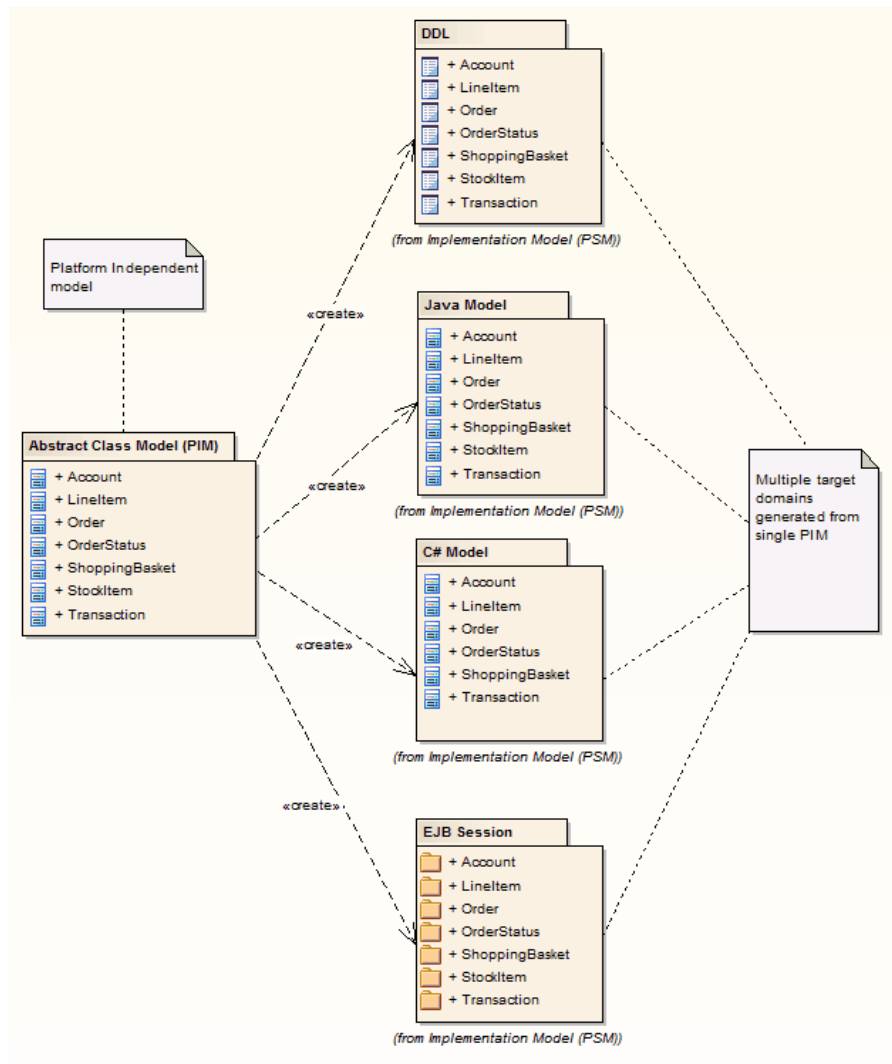 DDL
+ Account
+ LineItem
+ Order
+ OrderStatus
+ ShoppingBasket
+ StockItem
+ Transaction
(from Implementation Model (PSM))
Platform Independent
model
«create»
Java Model
+ Account
+ LineItem
+ Order
+ OrderStatus
+ ShoppingBasket
+ StockItem
+ Transaction
(from Implementation Model (PSM))
«create»
Abstract Class Model (PIM)
+ Account
+ LineItem
+ Order
+ OrderStatus
+ ShoppingBasket
+ StockItem
+ Transaction
Multiple target
domains
generated from
single PIM
C# Model
+ Account
+ LineItem
+ Order
+ OrderStatus
+ ShoppingBasket
+ Transaction
(from Implementation Model (PSM))
«create»
«create»
EJB Session
+ Account
+ LineItem
+ Order
+ OrderStatus
+ ShoppingBasket
+ StockItem
+ Transaction
(from Implementation Model (PSM))